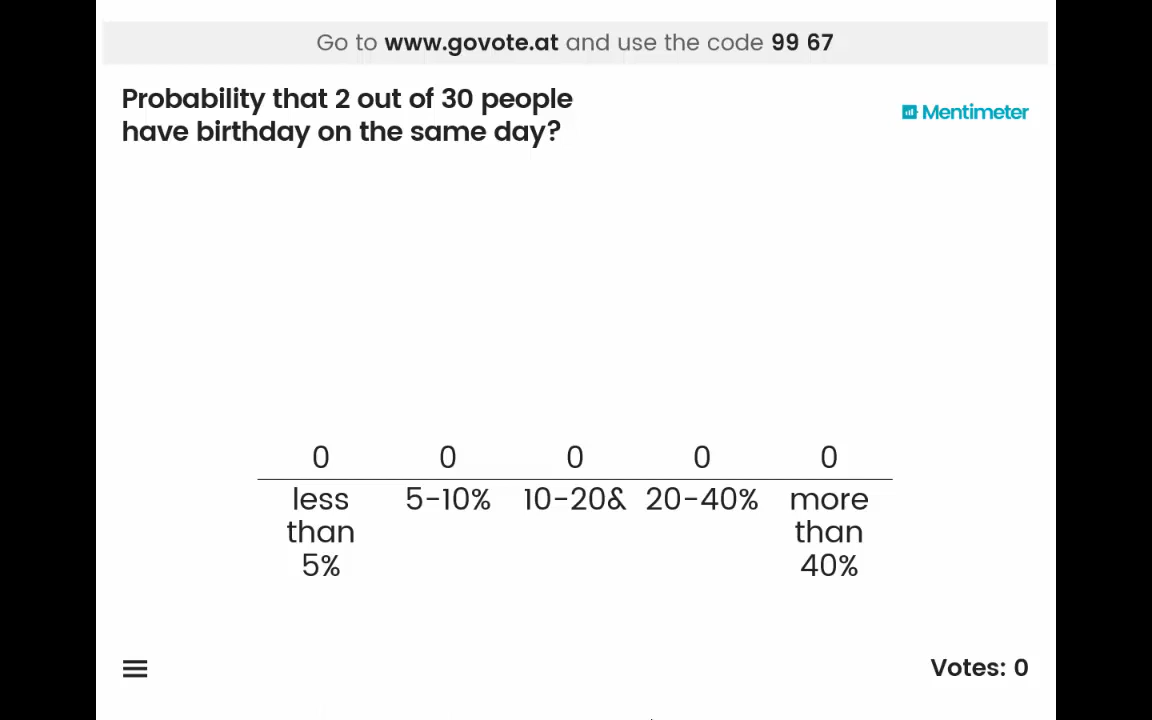 Go to www.govote.at and use the code 99 67
Probability that 2 out of 30 people
have birthday on the same day?
Mentimeter
0 0 0 0 0
less 5-10% 10-20& 20-40% more
than than
5% 40%
Votes: 0